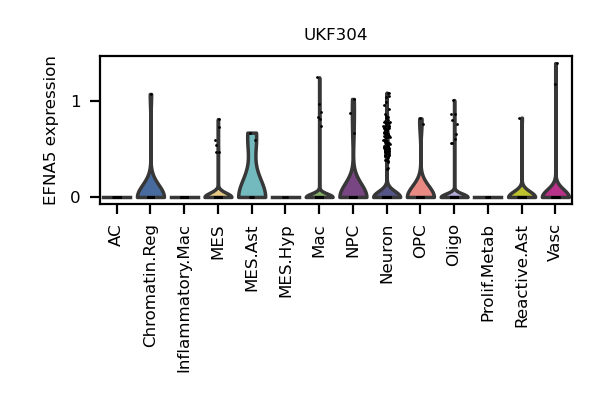 UKF304
EFNA5 expression
1
0
AC
Chromatin.Reg
Inflammatory.Mac
MES
MES.Ast
MES.Hyp
Mac
NPC
Neuron
OPC
Oligo
Prolif.Metab
Reactive.Ast
Vasc